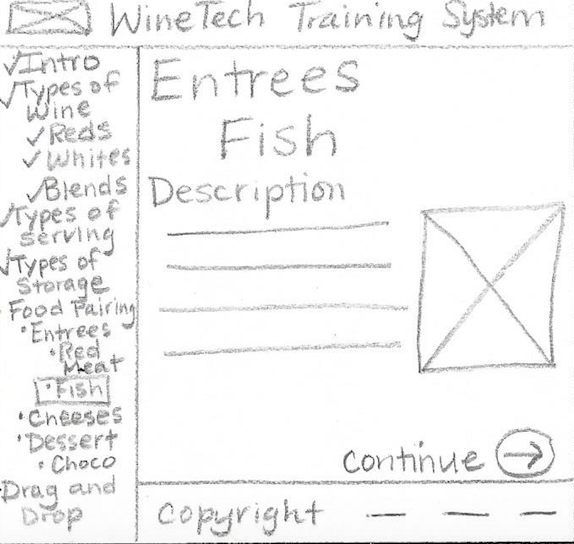 WineTech Training System
✓Intro
✓Types of
Wine
✓Reds
✓Whites
✓Blends
✓Types of
serving
✓Types of
Storage
• Food Pairing
• Entrees
• Red
Meat
• Fish
• Cheeses
• Dessert
• Choco
• Drag and
Drop
Entrees
Fish
Description
continue →
Copyright